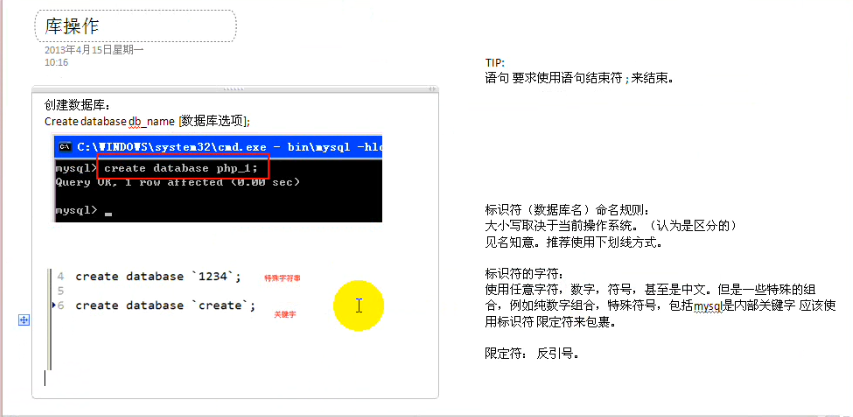 库操作
2013年4月15日星期一
10:16
创建数据库：
Create database db_name [数据库选项];
C:\WINDOWS\system32\cmd.exe - bin\mysql -hlo
mysql> create database php_1;
Query OK, 1 row affected (0.00 sec)
mysql> _
4 create database `1234`; 特殊字符串
5
6 create database `create`; 关键字
TIP:
语句 要求使用语句结束符 ; 来结束。
标识符（数据库名）命名规则：
大小写取决于当前操作系统。（认为是区分的）
见名知意。推荐使用下划线方式。
标识符的字符：
使用任意字符，数字，符号，甚至是中文。但是一些特殊的组
合，例如纯数字组合，特殊符号，包括mysql是内部关键字 应该使
用标识符 限定符来包裹。
限定符： 反引号。